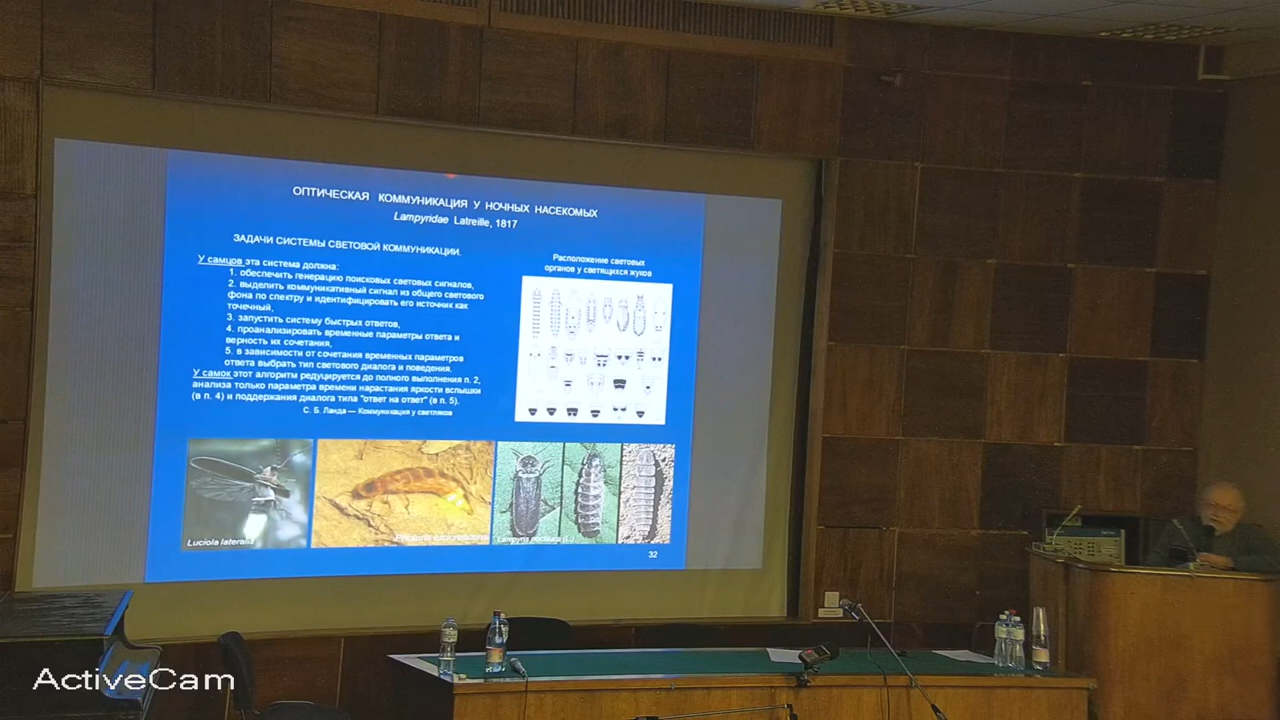 ОПТИЧЕСКАЯ КОММУНИКАЦИЯ У НОЧНЫХ НАСЕКОМЫХ
Lampyridae Latreille, 1817
ЗАДАЧИ СИСТЕМЫ СВЕТОВОЙ КОММУНИКАЦИИ.
У самцов эта система должна:
1. обеспечить генерацию поисковых световых сигналов,
2. выделить коммуникативный сигнал из общего светового
фона по спектру и идентифицировать его источник как
точечный,
3. запустить систему быстрых ответов,
4. проанализировать временные параметры ответа и
верность их сочетания,
5. в зависимости от сочетания временных параметров
ответа выбрать тип светового диалога и поведения.
У самок этот алгоритм редуцируется до полного выполнения п. 2,
анализа только параметра времени нарастания яркости вспышки
(в п. 4) и поддержания диалога типа "ответ на ответ" (в п. 5).
С. Б. Ланда — Коммуникация у светляков
Расположение световых
органов у светящихся жуков
Luciola lateralis
Lampyris noctiluca (L.)
32
ActiveCam